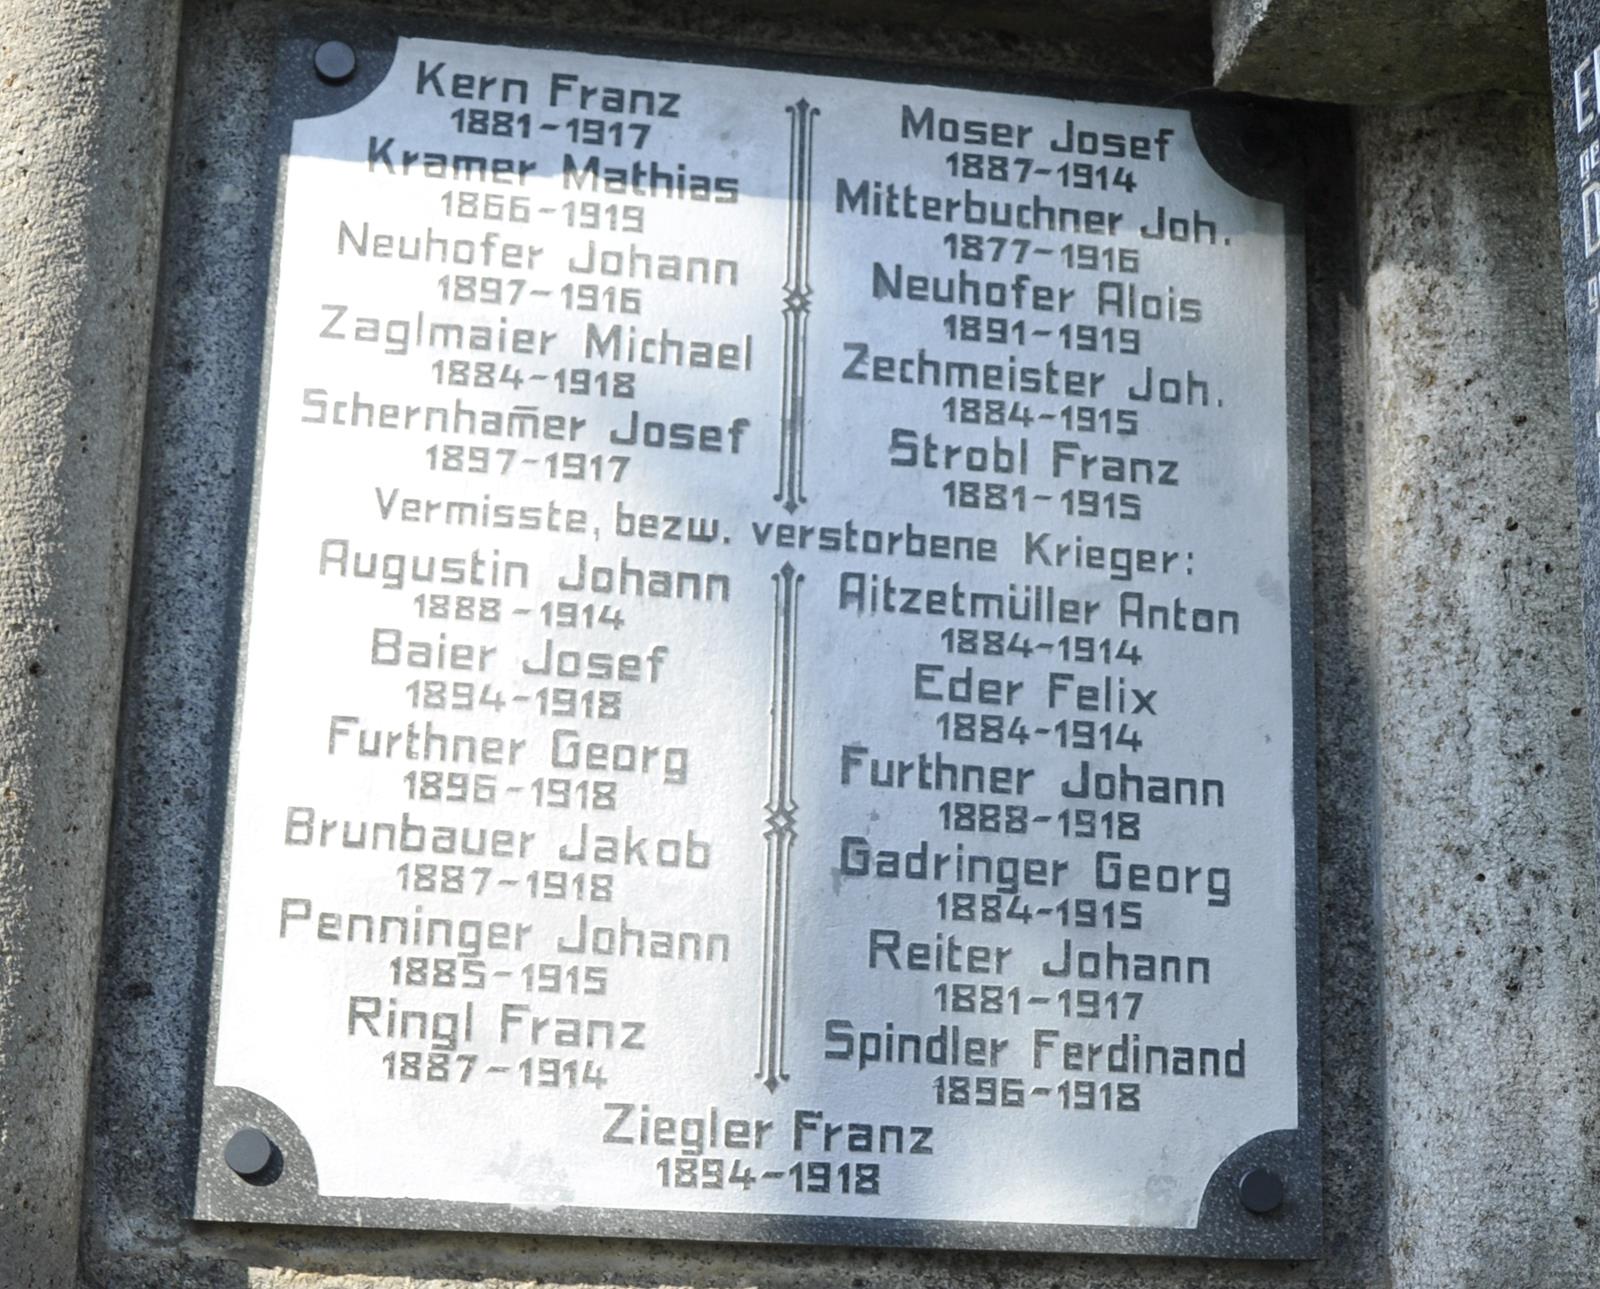 Kern Franz
1881-1917
Kramer Mathias
1866-1919
Neuhofer Johann
1897-1916
Zaglmaier Michael
1884-1918
Schernham̅er Josef
1897-1917
Moser Josef
1887-1914
Mitterbuchner Joh.
1877-1916
Neuhofer Alois
1891-1919
Zechmeister Joh.
1884-1915
Strobl Franz
1881-1915
Vermisste, bezw. verstorbene Krieger:
Augustin Johann
1888-1914
Baier Josef
1894-1918
Furthner Georg
1896-1918
Brunbauer Jakob
1887-1918
Penninger Johann
1885-1915
Ringl Franz
1887-1914
Aitzetmüller Anton
1884-1914
Eder Felix
1884-1914
Furthner Johann
1888-1918
Gadringer Georg
1884-1915
Reiter Johann
1881-1917
Spindler Ferdinand
1896-1918
Ziegler Franz
1894-1918